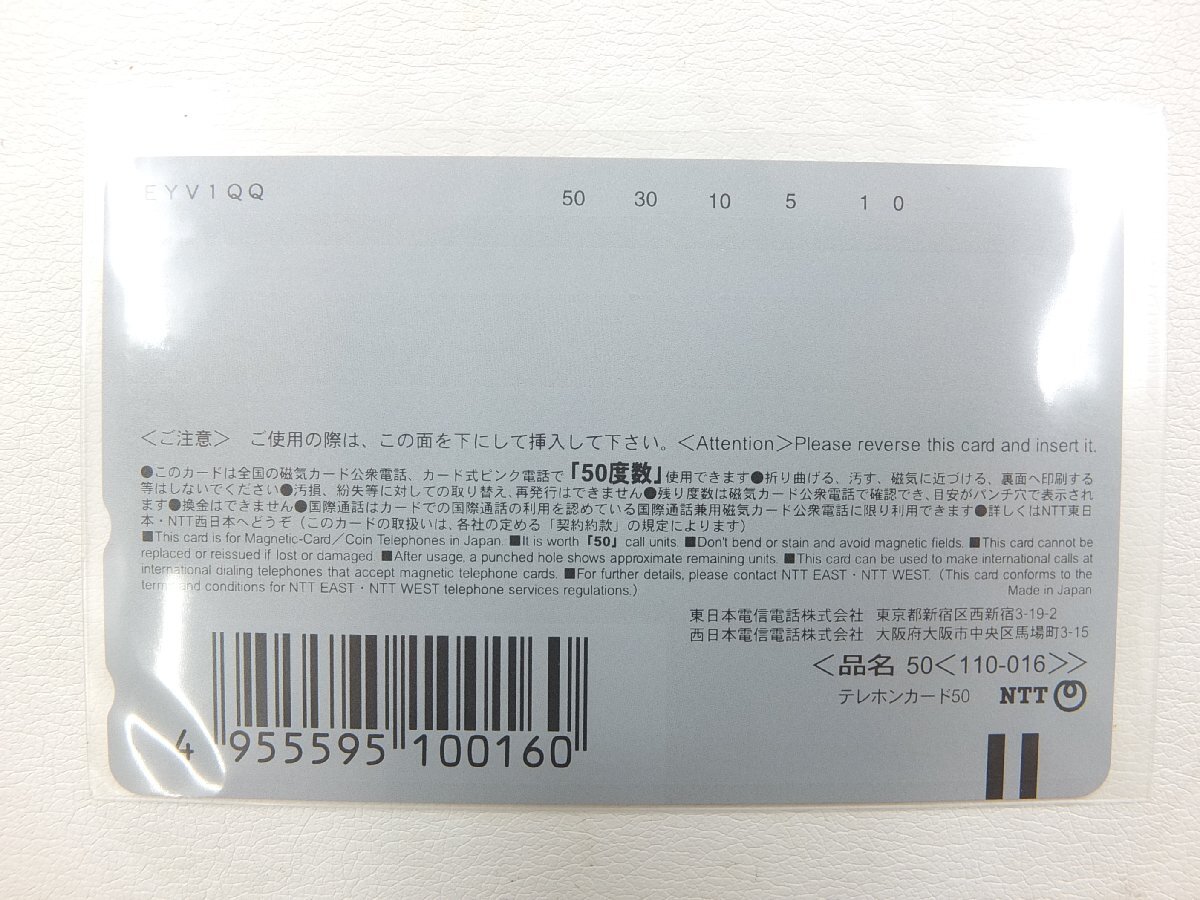 EYV1QQ 50 30 10 5 1 0
＜ご注意＞ ご使用の際は、この面を下にして挿入して下さい。＜Attention＞Please reverse this card and insert it.
●このカードは全国の磁気カード公衆電話、カード式ピンク電話で「50度数」使用できます●折り曲げる、汚す、磁気に近づける、裏面へ印刷する
等はしないでください●汚損、紛失等に対しての取り替え、再発行はできません●残り度数は磁気カード公衆電話で確認でき、目安がパンチ穴で表示され
ます●換金はできません●国際通話はカードでの国際通話の利用を認めている国際通話兼用磁気カード公衆電話に限り利用できます●詳しくはNTT東日
本・NTT西日本へどうぞ（このカードの取扱いは、各社の定める「契約約款」の規定によります）
■This card is for Magnetic-Card／Coin Telephones in Japan. ■It is worth「50」call units. ■Don't bend or stain and avoid magnetic fields. ■This card cannot be
replaced or reissued if lost or damaged. ■After usage, a punched hole shows approximate remaining units. ■This card can be used to make international calls at
international dialing telephones that accept magnetic telephone cards. ■For further details, please contact NTT EAST・NTT WEST. (This card conforms to the
terms and conditions for NTT EAST・NTT WEST telephone services regulations.)
Made in Japan
東日本電信電話株式会社 東京都新宿区西新宿3-19-2
西日本電信電話株式会社 大阪府大阪市中央区馬場町3-15
＜品名 50＜110-016＞＞
テレホンカード50 NTT
4 955595 100160